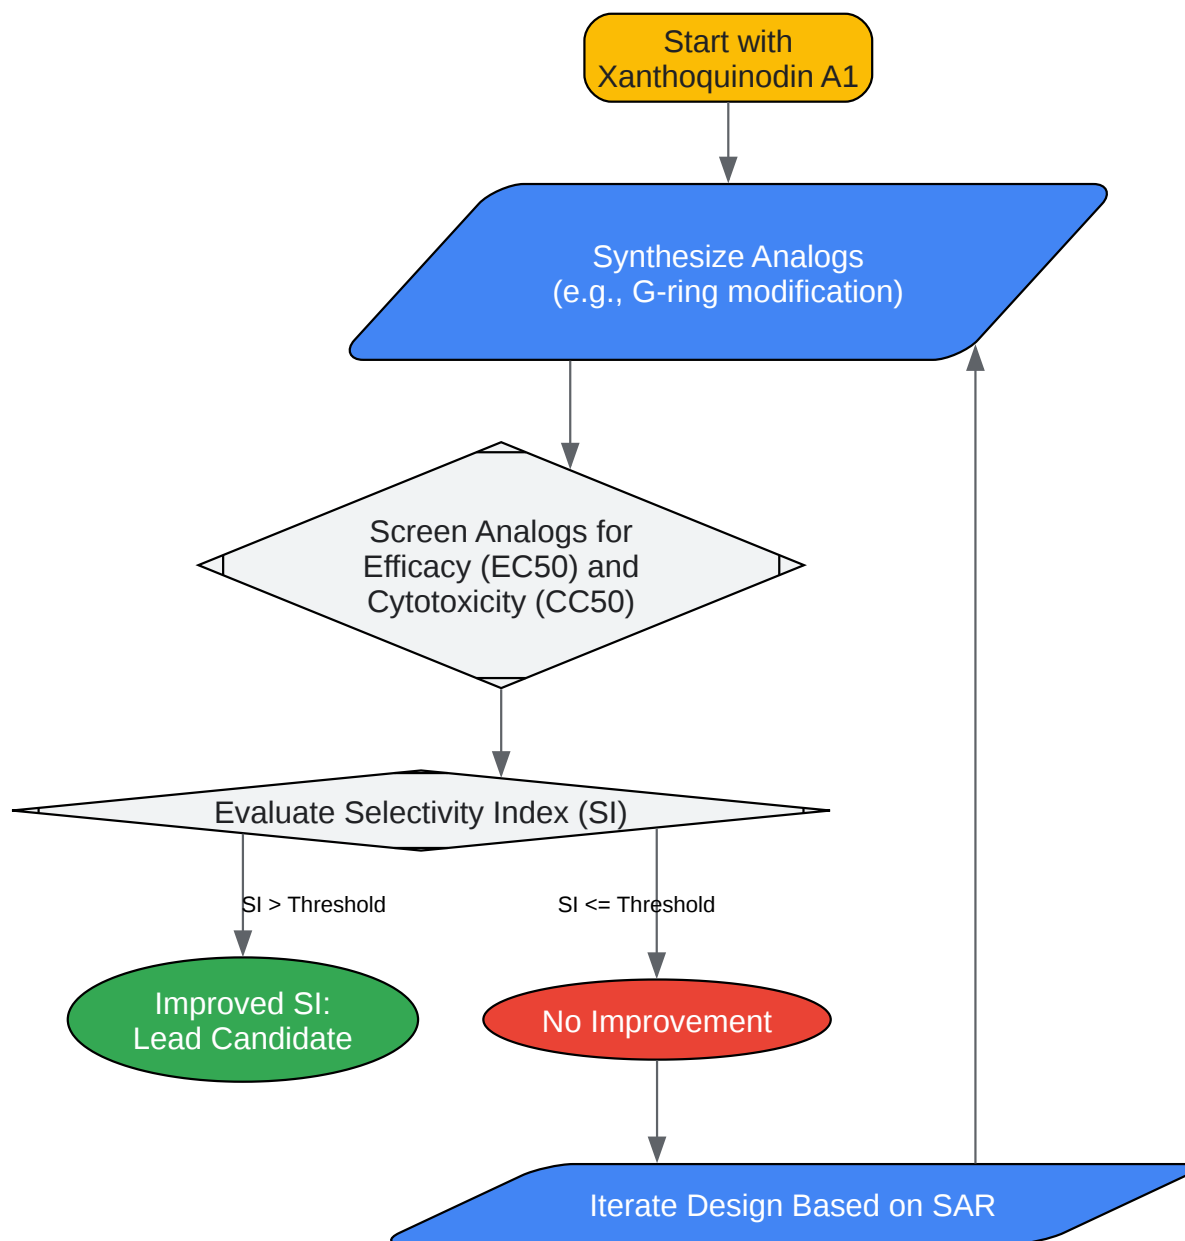 Start with
Xanthoquinodin A1
Synthesize Analogs
(e.g., G-ring modification)
Screen Analogs for
Efficacy (EC50) and
Cytotoxicity (CC50)
Evaluate Selectivity Index (SI)
SI > Threshold
SI <= Threshold
Improved SI:
Lead Candidate
No Improvement
Iterate Design Based on SAR